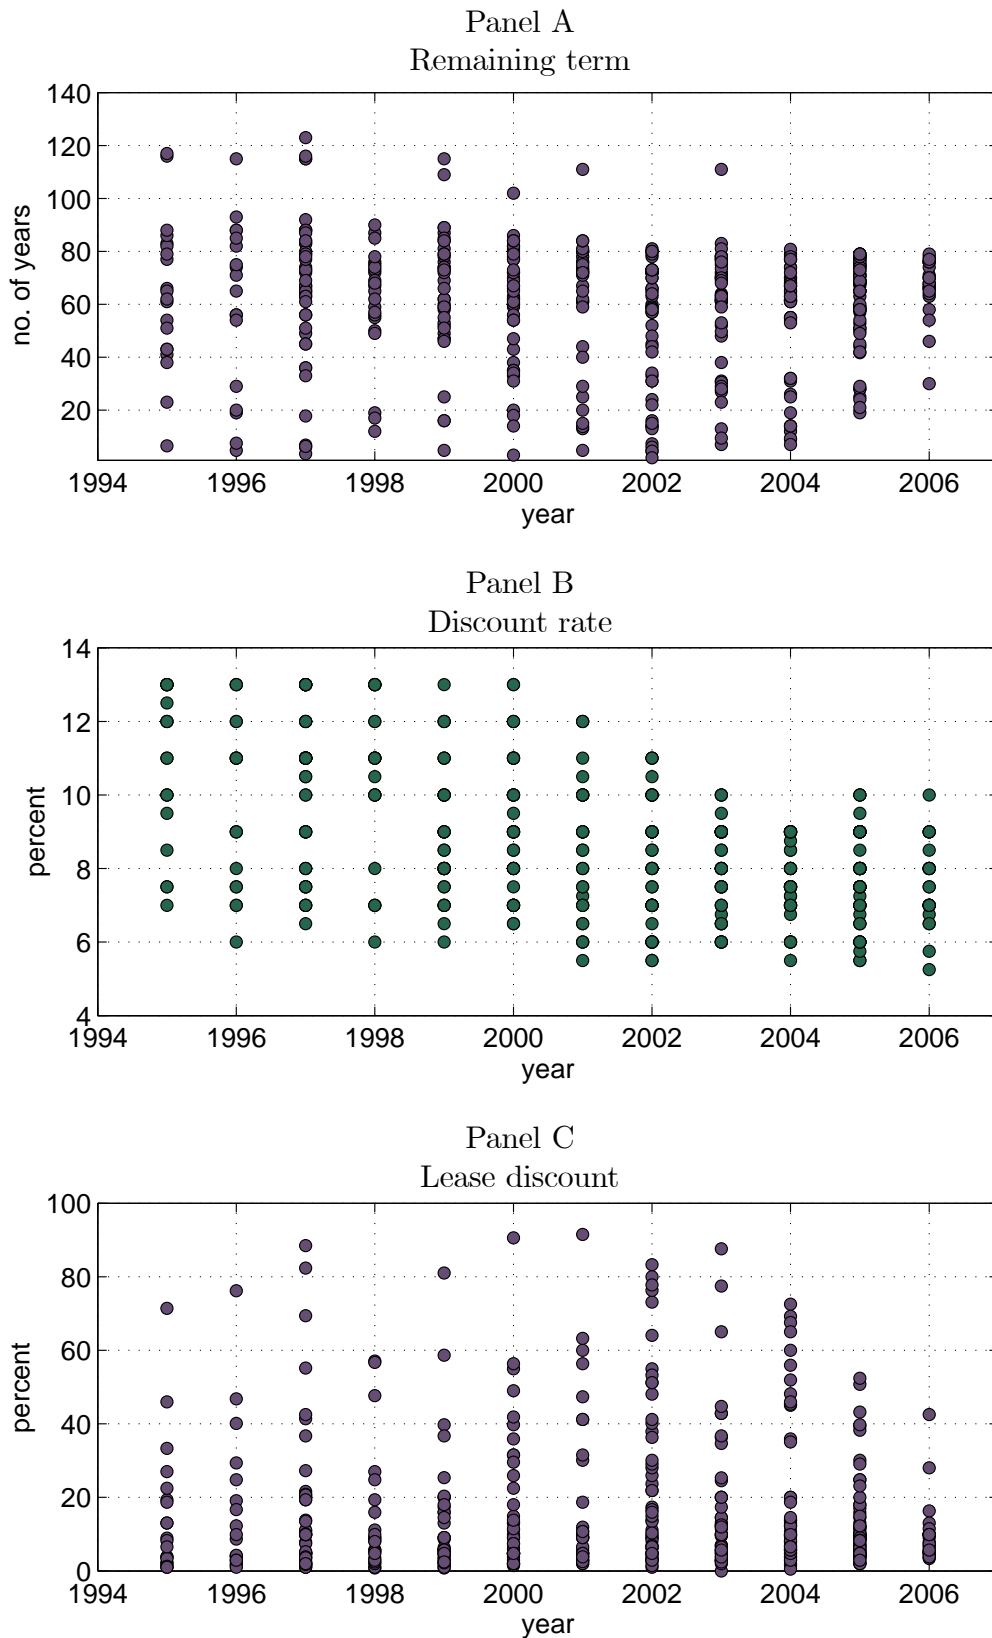 Panel A
Remaining term
140
120
100
80
60
40
20
no. of years
1994 1996 1998 2000 2002 2004 2006
year
Panel B
Discount rate
14
12
10
8
6
4
percent
1994 1996 1998 2000 2002 2004 2006
year
Panel C
Lease discount
100
80
60
40
20
0
percent
1994 1996 1998 2000 2002 2004 2006
year